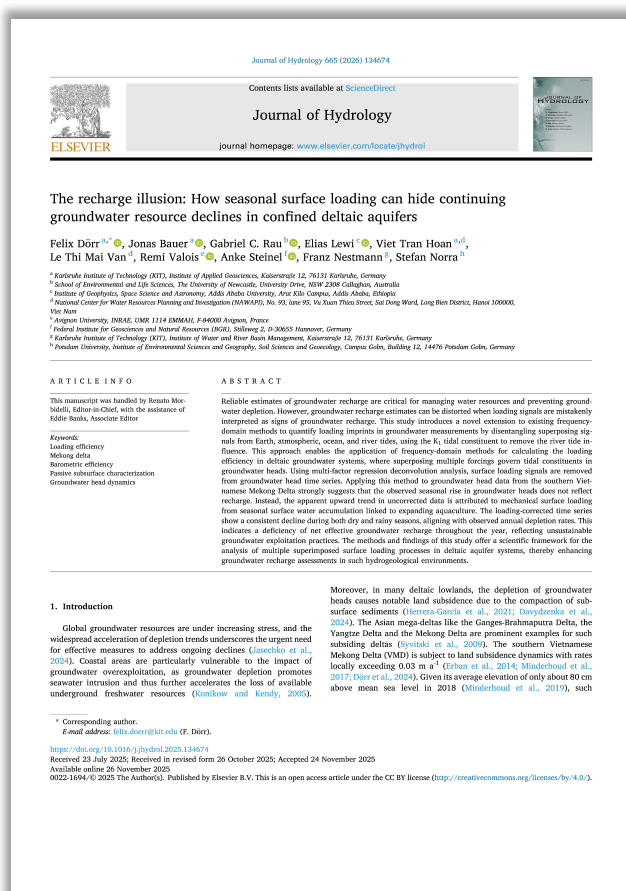 Journal of Hydrology 665 (2026) 134674
Contents lists available at ScienceDirect
Journal of Hydrology
journal homepage: www.elsevier.com/locate/jhydrol
ELSEVIER
JOURNAL OF
HYDROLOGY
The recharge illusion: How seasonal surface loading can hide continuing
groundwater resource declines in confined deltaic aquifers
Felix Dörr a,*, Jonas Bauer a, Gabriel C. Rau b, Elias Lewi c, Viet Tran Hoan a,d,
Le Thi Mai Van d, Remi Valois e, Anke Steinel f, Franz Nestmann g, Stefan Norra h
a Karlsruhe Institute of Technology (KIT), Institute of Applied Geosciences, Kaiserstraße 12, 76131 Karlsruhe, Germany
b School of Environmental and Life Sciences, The University of Newcastle, University Drive, NSW 2308 Callaghan, Australia
c Institute of Geophysics, Space Science and Astronomy, Addis Ababa University, Arat Kilo Campus, Addis Ababa, Ethiopia
d National Center for Water Resources Planning and Investigation (NAWAPI), No. 93, lane 95, Vu Xuan Thieu Street, Sai Dong Ward, Long Bien District, Hanoi 100000,
Viet Nam
e Avignon University, INRAE, UMR 1114 EMMAH, F-84000 Avignon, France
f Federal Institute for Geosciences and Natural Resources (BGR), Stilleweg 2, D-30655 Hannover, Germany
g Karlsruhe Institute of Technology (KIT), Institute of Water and River Basin Management, Kaiserstraße 12, 76131 Karlsruhe, Germany
h Potsdam University, Institute of Environmental Sciences and Geography, Soil Sciences and Geoecology, Campus Golm, Building 12, 14476 Potsdam Golm, Germany
ARTICLE INFO
This manuscript was handled by Renato Mor-
bidelli, Editor-in-Chief, with the assistance of
Eddie Banks, Associate Editor
Keywords:
Loading efficiency
Mekong delta
Barometric efficiency
Passive subsurface characterization
Groundwater head dynamics
ABSTRACT
Reliable estimates of groundwater recharge are critical for managing water resources and preventing ground-
water depletion. However, groundwater recharge estimates can be distorted when loading signals are mistakenly
interpreted as signs of groundwater recharge. This study introduces a novel extension to existing frequency-
domain methods to quantify loading imprints in groundwater measurements by disentangling superposing sig-
nals from Earth, atmospheric, ocean, and river tides, using the K1 tidal constituent to remove the river tide in-
fluence. This approach enables the application of frequency-domain methods for calculating the loading
efficiency in deltaic groundwater systems, where superposing multiple forcings govern tidal constituents in
groundwater heads. Using multi-factor regression deconvolution analysis, surface loading signals are removed
from groundwater head time series. Applying this method to groundwater head data from the southern Viet-
namese Mekong Delta strongly suggests that the observed seasonal rise in groundwater heads does not reflect
recharge. Instead, the apparent upward trend in uncorrected data is attributed to mechanical surface loading
from seasonal surface water accumulation linked to expanding aquaculture. The loading-corrected time series
show a consistent decline during both dry and rainy seasons, aligning with observed annual depletion rates. This
indicates a deficiency of net effective groundwater recharge throughout the year, reflecting unsustainable
groundwater exploitation practices. The methods and findings of this study offer a scientific framework for the
analysis of multiple superimposed surface loading processes in deltaic aquifer systems, thereby enhancing
groundwater recharge assessments in such hydrogeological environments.
1. Introduction
Global groundwater resources are under increasing stress, and the
widespread acceleration of depletion trends underscores the urgent need
for effective measures to address ongoing declines (Jasechko et al.,
2024). Coastal areas are particularly vulnerable to the impact of
groundwater overexploitation, as groundwater depletion promotes
seawater intrusion and thus further accelerates the loss of available
underground freshwater resources (Konikow and Kendy, 2005).
Moreover, in many deltaic lowlands, the depletion of groundwater
heads causes notable land subsidence due to the compaction of sub-
surface sediments (Herrera-García et al., 2021; Davydzenka et al.,
2024). The Asian mega-deltas like the Ganges-Brahmaputra Delta, the
Yangtze Delta and the Mekong Delta are prominent examples for such
subsiding deltas (Syvitski et al., 2009). The southern Vietnamese
Mekong Delta (VMD) is subject to land subsidence dynamics with rates
locally exceeding 0.03 m a-1 (Erban et al., 2014; Minderhoud et al.,
2017; Dörr et al., 2024). Given its average elevation of only about 80 cm
above mean sea level in 2018 (Minderhoud et al., 2019), such
* Corresponding author.
E-mail address: felix.doerr@kit.edu (F. Dörr).
https://doi.org/10.1016/j.jhydrol.2025.134674
Received 23 July 2025; Received in revised form 26 October 2025; Accepted 24 November 2025
Available online 26 November 2025
0022-1694/© 2025 The Author(s). Published by Elsevier B.V. This is an open access article under the CC BY license (http://creativecommons.org/licenses/by/4.0/).